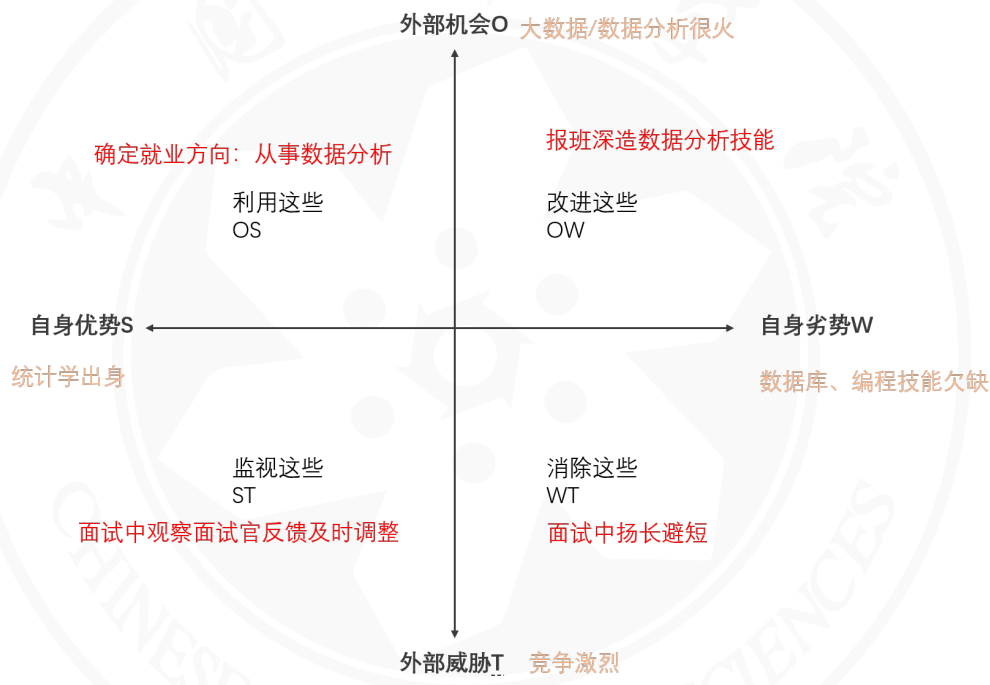 外部机会O 大数据/数据分析很火
确定就业方向：从事数据分析
报班深造数据分析技能
利用这些
OS
改进这些
OW
自身优势S
自身劣势W
统计学出身
数据库、编程技能欠缺
监视这些
ST
消除这些
WT
面试中观察面试官反馈及时调整
面试中扬长避短
外部威胁T 竞争激烈
CHINESE
SCIENCES